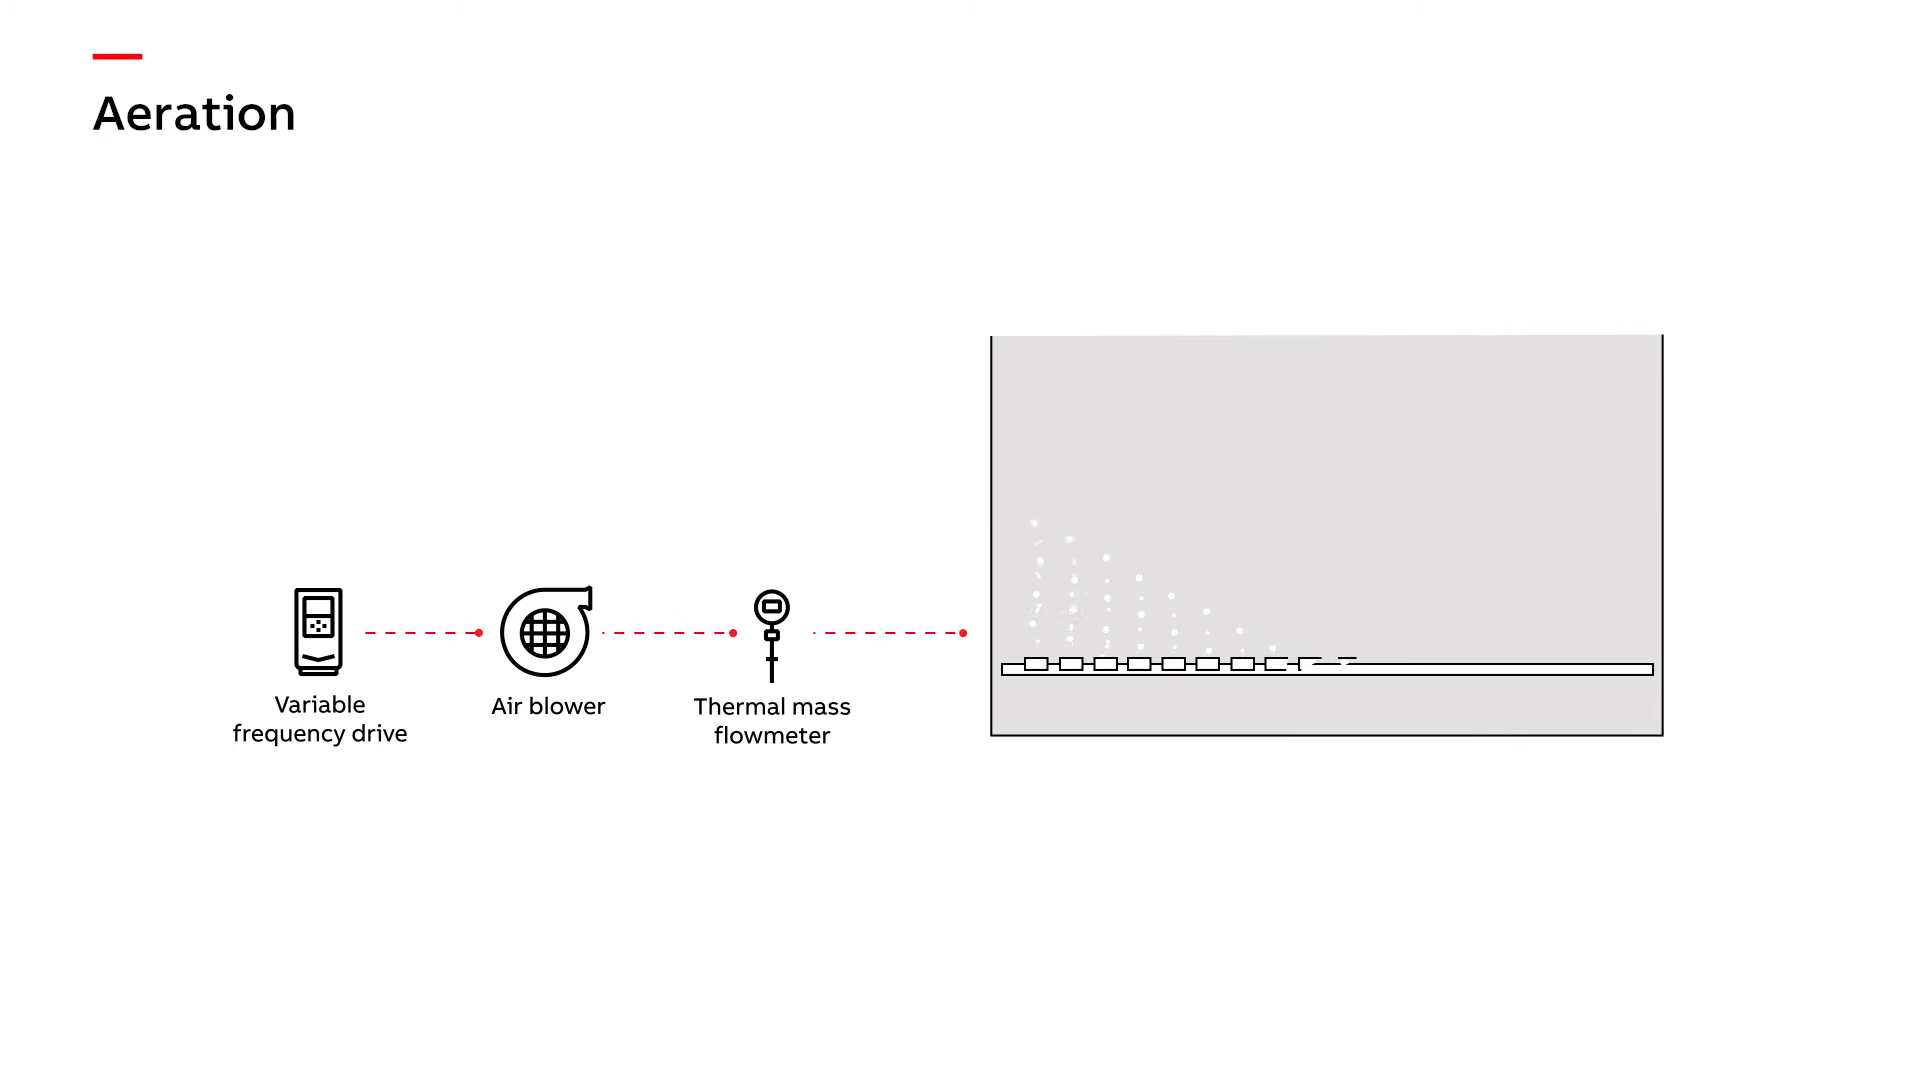 Aeration
Variable
frequency drive
Air blower
Thermal mass
flowmeter